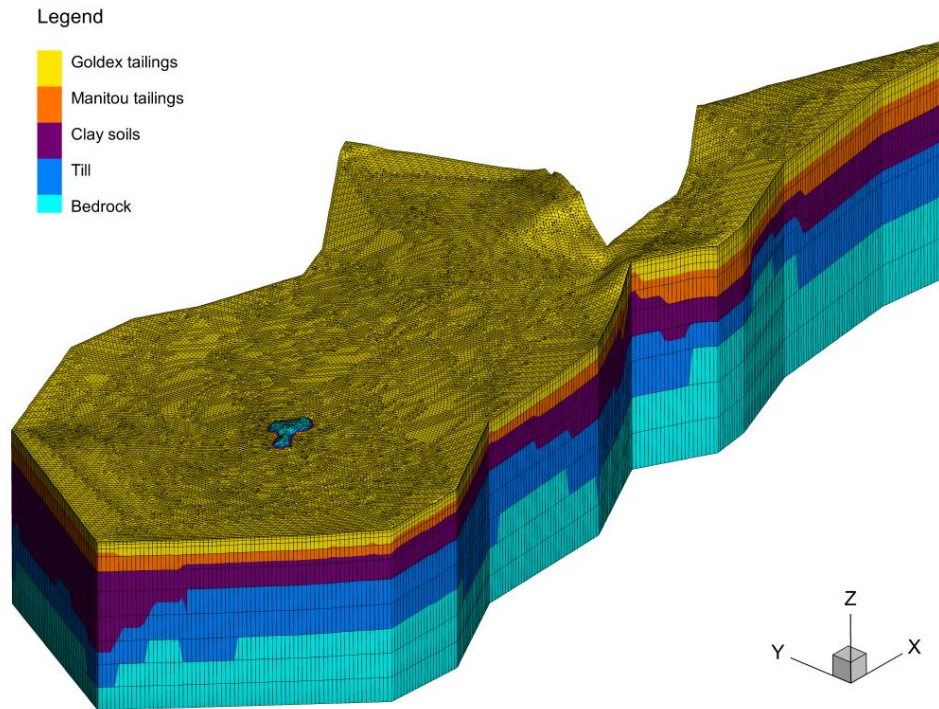 Legend
Goldex tailings
Manitou tailings
Clay soils
Till
Bedrock
Z
Y
X